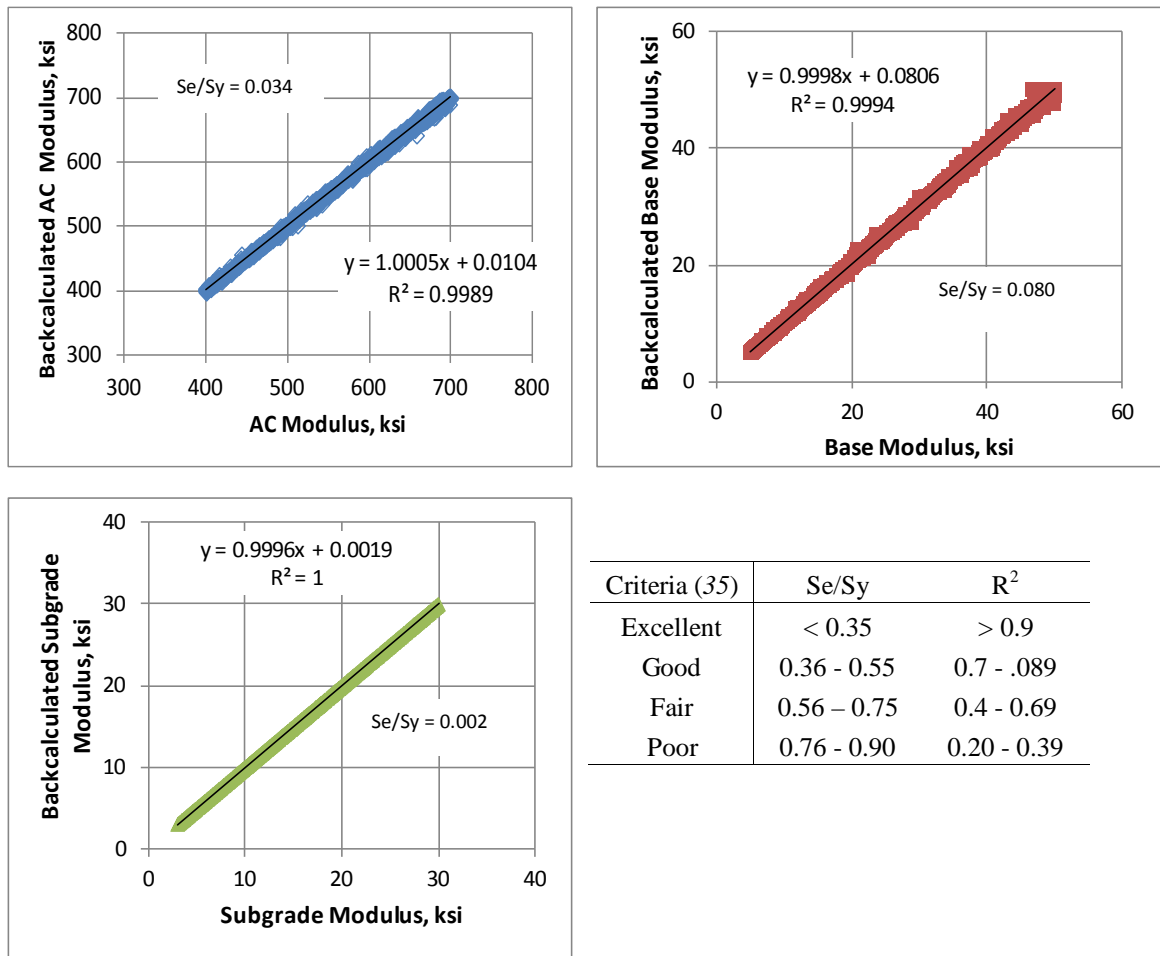 800
700
600
500
400
300
300 400 500 600 700 800
Backcalculated AC Modulus, ksi
AC Modulus, ksi
Se/Sy = 0.034
y = 1.0005x + 0.0104
R² = 0.9989
60
40
20
0
0 20 40 60
Backcalculated Base Modulus, ksi
Base Modulus, ksi
y = 0.9998x + 0.0806
R² = 0.9994
Se/Sy = 0.080
40
30
20
10
0
0 10 20 30 40
Backcalculated Subgrade
Modulus, ksi
Subgrade Modulus, ksi
y = 0.9996x + 0.0019
R² = 1
Se/Sy = 0.002
Criteria (35) Se/Sy R²
Excellent < 0.35 > 0.9
Good 0.36 - 0.55 0.7 - .089
Fair 0.56 – 0.75 0.4 - 0.69
Poor 0.76 - 0.90 0.20 - 0.39